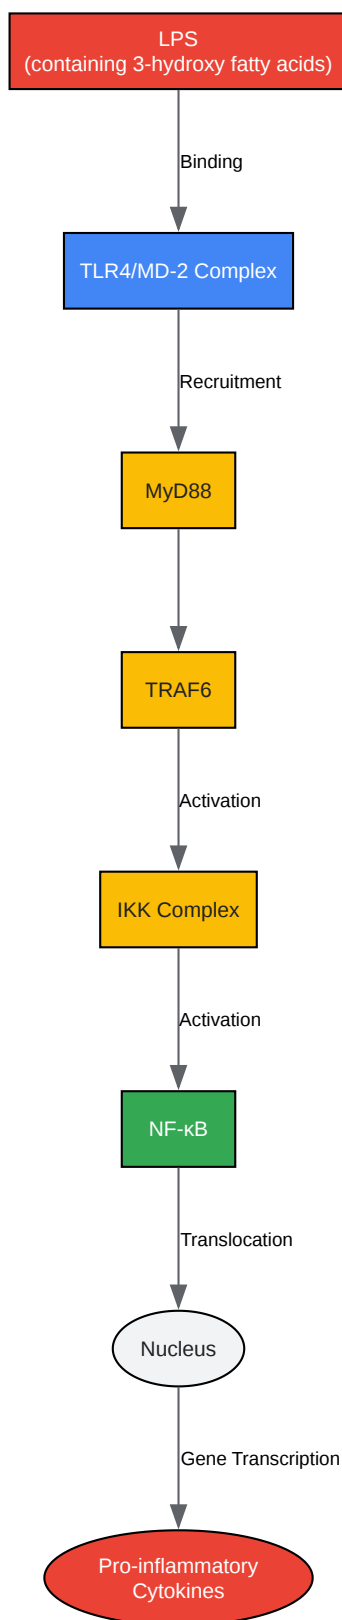 LPS
(containing 3-hydroxy fatty acids)
Binding
TLR4/MD-2 Complex
Recruitment
MyD88
TRAF6
Activation
IKK Complex
Activation
NF-κB
Translocation
Nucleus
Gene Transcription
Pro-inflammatory
Cytokines